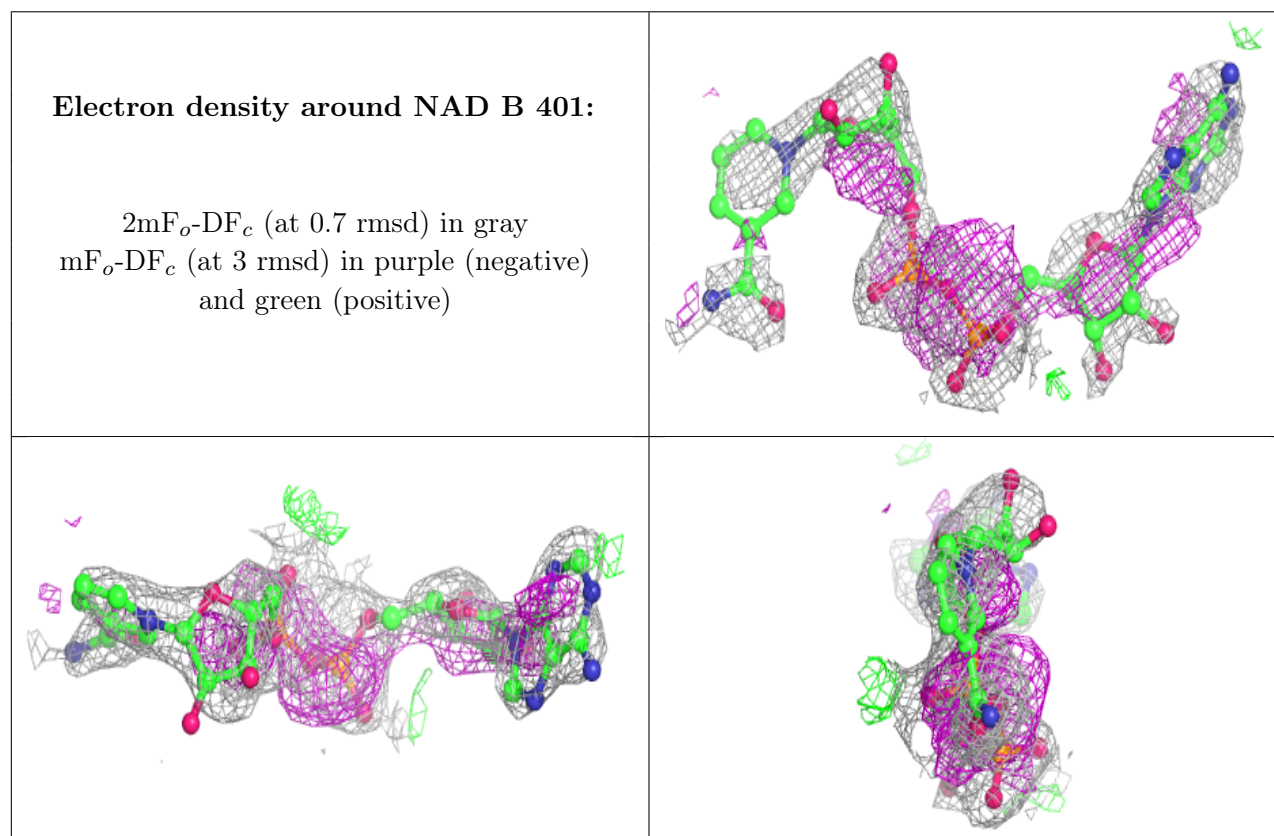 Electron density around NAD B 401:
2mFₒ-DF𝒸 (at 0.7 rmsd) in gray
mFₒ-DF𝒸 (at 3 rmsd) in purple (negative)
and green (positive)